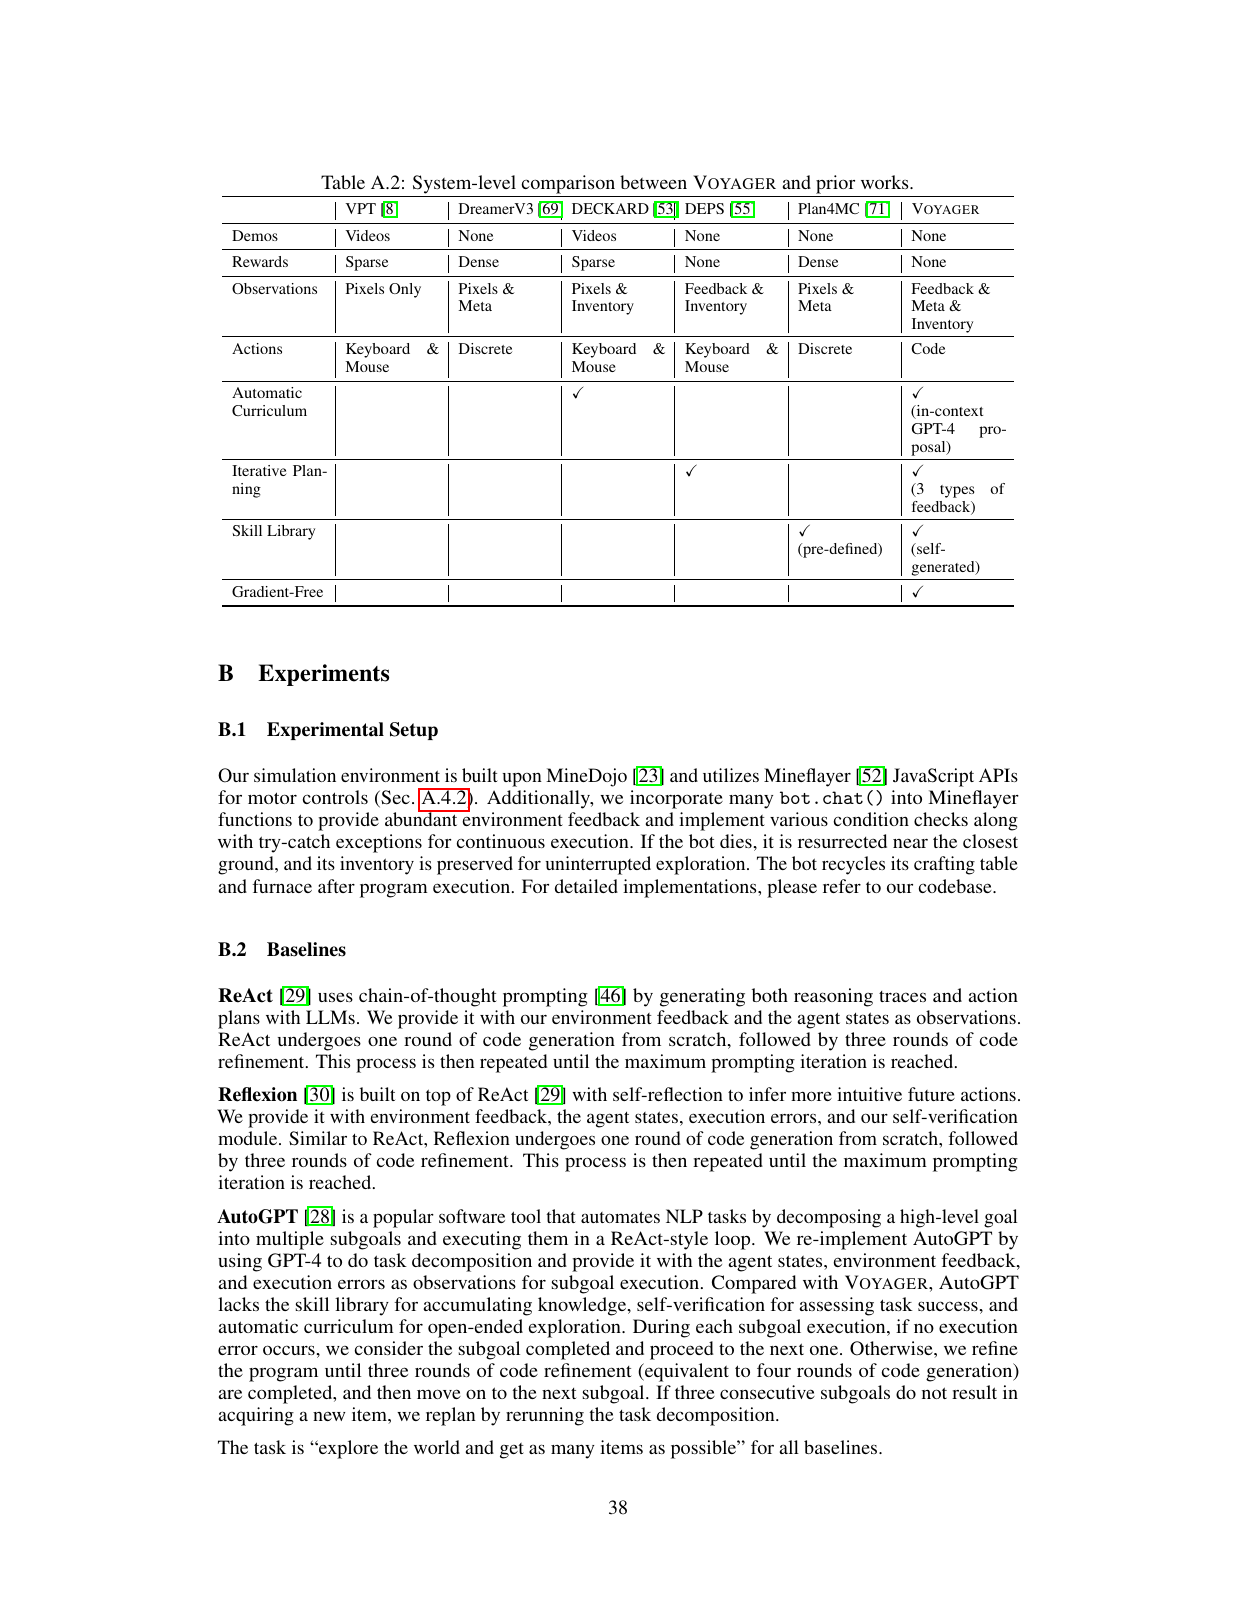 Table A.2: System-level comparison between VOYAGER and prior works.
VPT [8] DreamerV3 [69] DECKARD [53] DEPS [55] Plan4MC [71] VOYAGER
Demos Videos None Videos None None None
Rewards Sparse Dense Sparse None Dense None
Observations Pixels Only Pixels & Pixels & Feedback & Pixels & Feedback &
Meta Inventory Inventory Meta Meta &
Inventory
Actions Keyboard & Discrete Keyboard & Keyboard & Discrete Code
Mouse Mouse Mouse
Automatic ✓ ✓
Curriculum (in-context
GPT-4 pro-
posal)
Iterative Plan- ✓ ✓
ning (3 types of
feedback)
Skill Library ✓ ✓
(pre-defined) (self-
generated)
Gradient-Free ✓
B Experiments
B.1 Experimental Setup
Our simulation environment is built upon MineDojo [23] and utilizes Mineflayer [52] JavaScript APIs
for motor controls (Sec. A.4.2). Additionally, we incorporate many bot.chat() into Mineflayer
functions to provide abundant environment feedback and implement various condition checks along
with try-catch exceptions for continuous execution. If the bot dies, it is resurrected near the closest
ground, and its inventory is preserved for uninterrupted exploration. The bot recycles its crafting table
and furnace after program execution. For detailed implementations, please refer to our codebase.
B.2 Baselines
ReAct [29] uses chain-of-thought prompting [46] by generating both reasoning traces and action
plans with LLMs. We provide it with our environment feedback and the agent states as observations.
ReAct undergoes one round of code generation from scratch, followed by three rounds of code
refinement. This process is then repeated until the maximum prompting iteration is reached.
Reflexion [30] is built on top of ReAct [29] with self-reflection to infer more intuitive future actions.
We provide it with environment feedback, the agent states, execution errors, and our self-verification
module. Similar to ReAct, Reflexion undergoes one round of code generation from scratch, followed
by three rounds of code refinement. This process is then repeated until the maximum prompting
iteration is reached.
AutoGPT [28] is a popular software tool that automates NLP tasks by decomposing a high-level goal
into multiple subgoals and executing them in a ReAct-style loop. We re-implement AutoGPT by
using GPT-4 to do task decomposition and provide it with the agent states, environment feedback,
and execution errors as observations for subgoal execution. Compared with VOYAGER, AutoGPT
lacks the skill library for accumulating knowledge, self-verification for assessing task success, and
automatic curriculum for open-ended exploration. During each subgoal execution, if no execution
error occurs, we consider the subgoal completed and proceed to the next one. Otherwise, we refine
the program until three rounds of code refinement (equivalent to four rounds of code generation)
are completed, and then move on to the next subgoal. If three consecutive subgoals do not result in
acquiring a new item, we replan by rerunning the task decomposition.
The task is “explore the world and get as many items as possible” for all baselines.
38